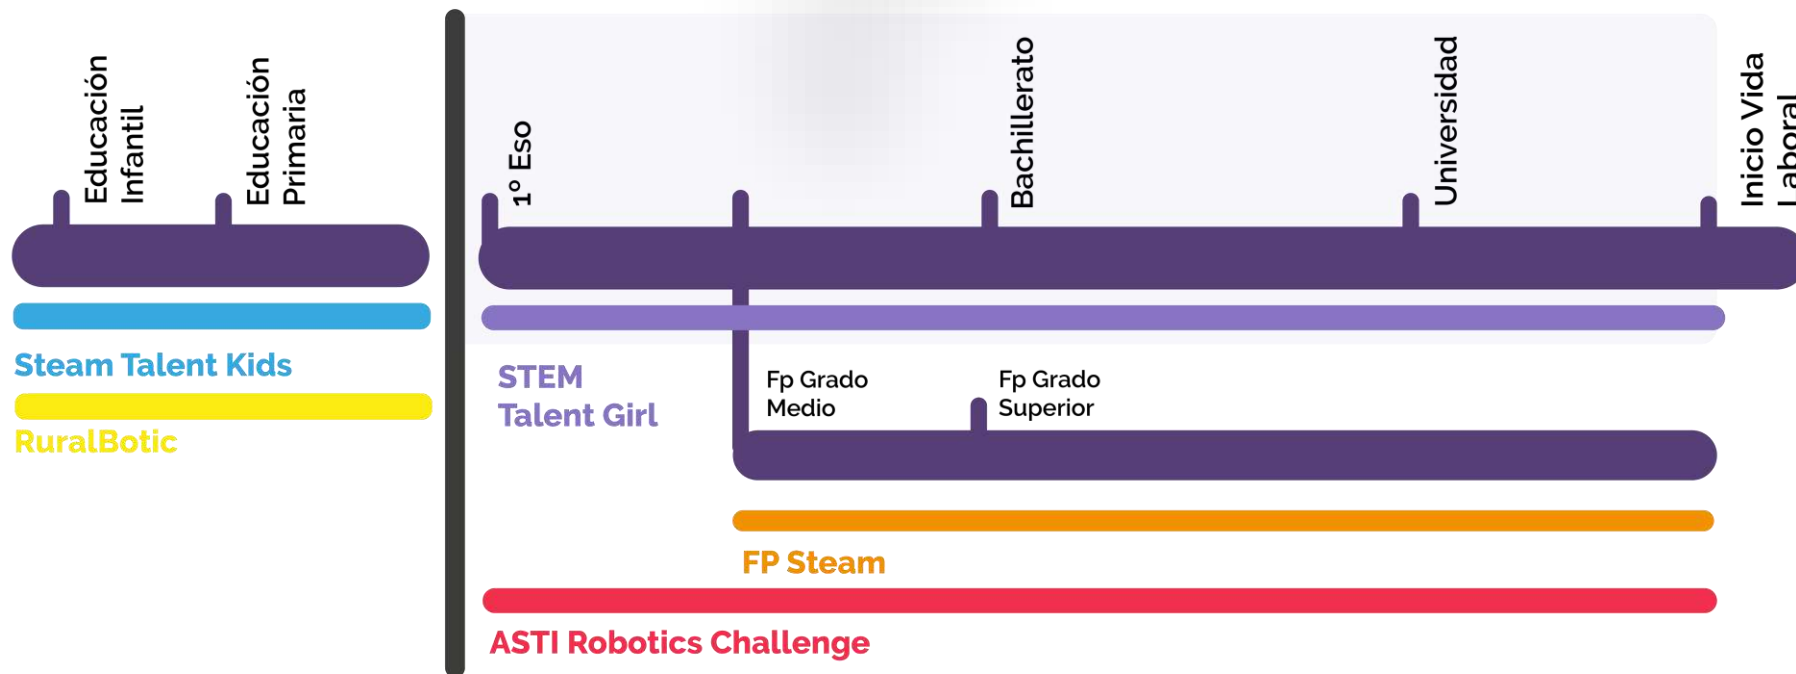 Educación
Infantil
Educación
Primaria
1º Eso
Bachillerato
Universidad
Inicio Vida
Laboral
Steam Talent Kids
RuralBotic
STEM
Talent Girl
Fp Grado
Medio
Fp Grado
Superior
FP Steam
ASTI Robotics Challenge